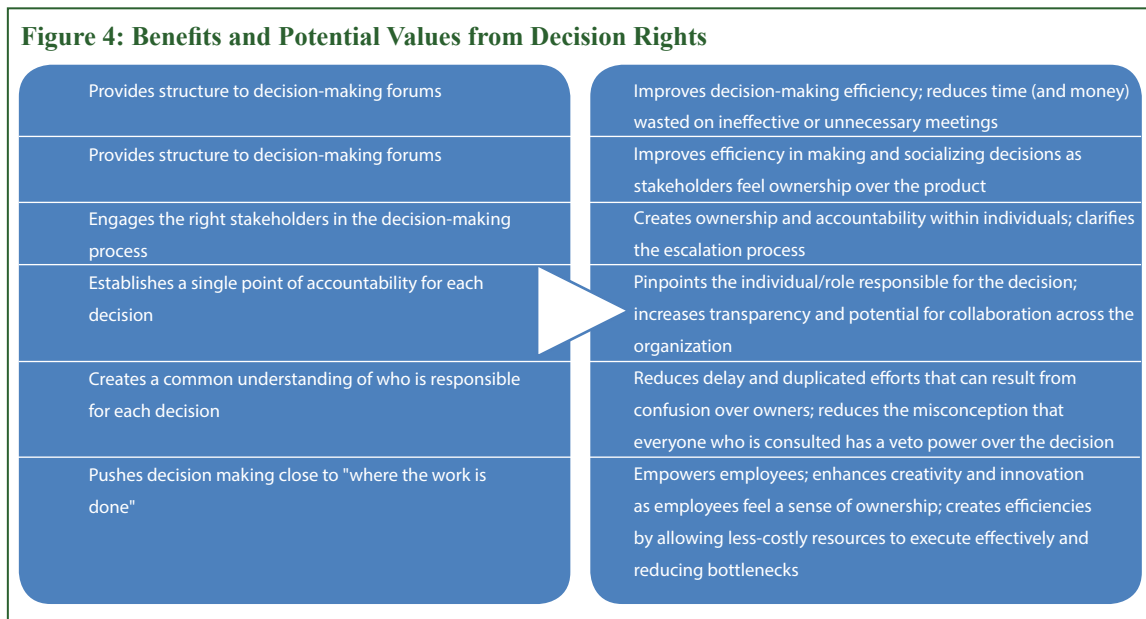 Figure 4: Benefits and Potential Values from Decision Rights
Provides structure to decision-making forums
Improves decision-making efficiency; reduces time (and money)
wasted on ineffective or unnecessary meetings
Provides structure to decision-making forums
Improves efficiency in making and socializing decisions as
stakeholders feel ownership over the product
Engages the right stakeholders in the decision-making
process
Creates ownership and accountability within individuals; clarifies
the escalation process
Establishes a single point of accountability for each
decision
Pinpoints the individual/role responsible for the decision;
increases transparency and potential for collaboration across the
organization
Creates a common understanding of who is responsible
for each decision
Reduces delay and duplicated efforts that can result from
confusion over owners; reduces the misconception that
everyone who is consulted has a veto power over the decision
Pushes decision making close to "where the work is
done"
Empowers employees; enhances creativity and innovation
as employees feel a sense of ownership; creates efficiencies
by allowing less-costly resources to execute effectively and
reducing bottlenecks